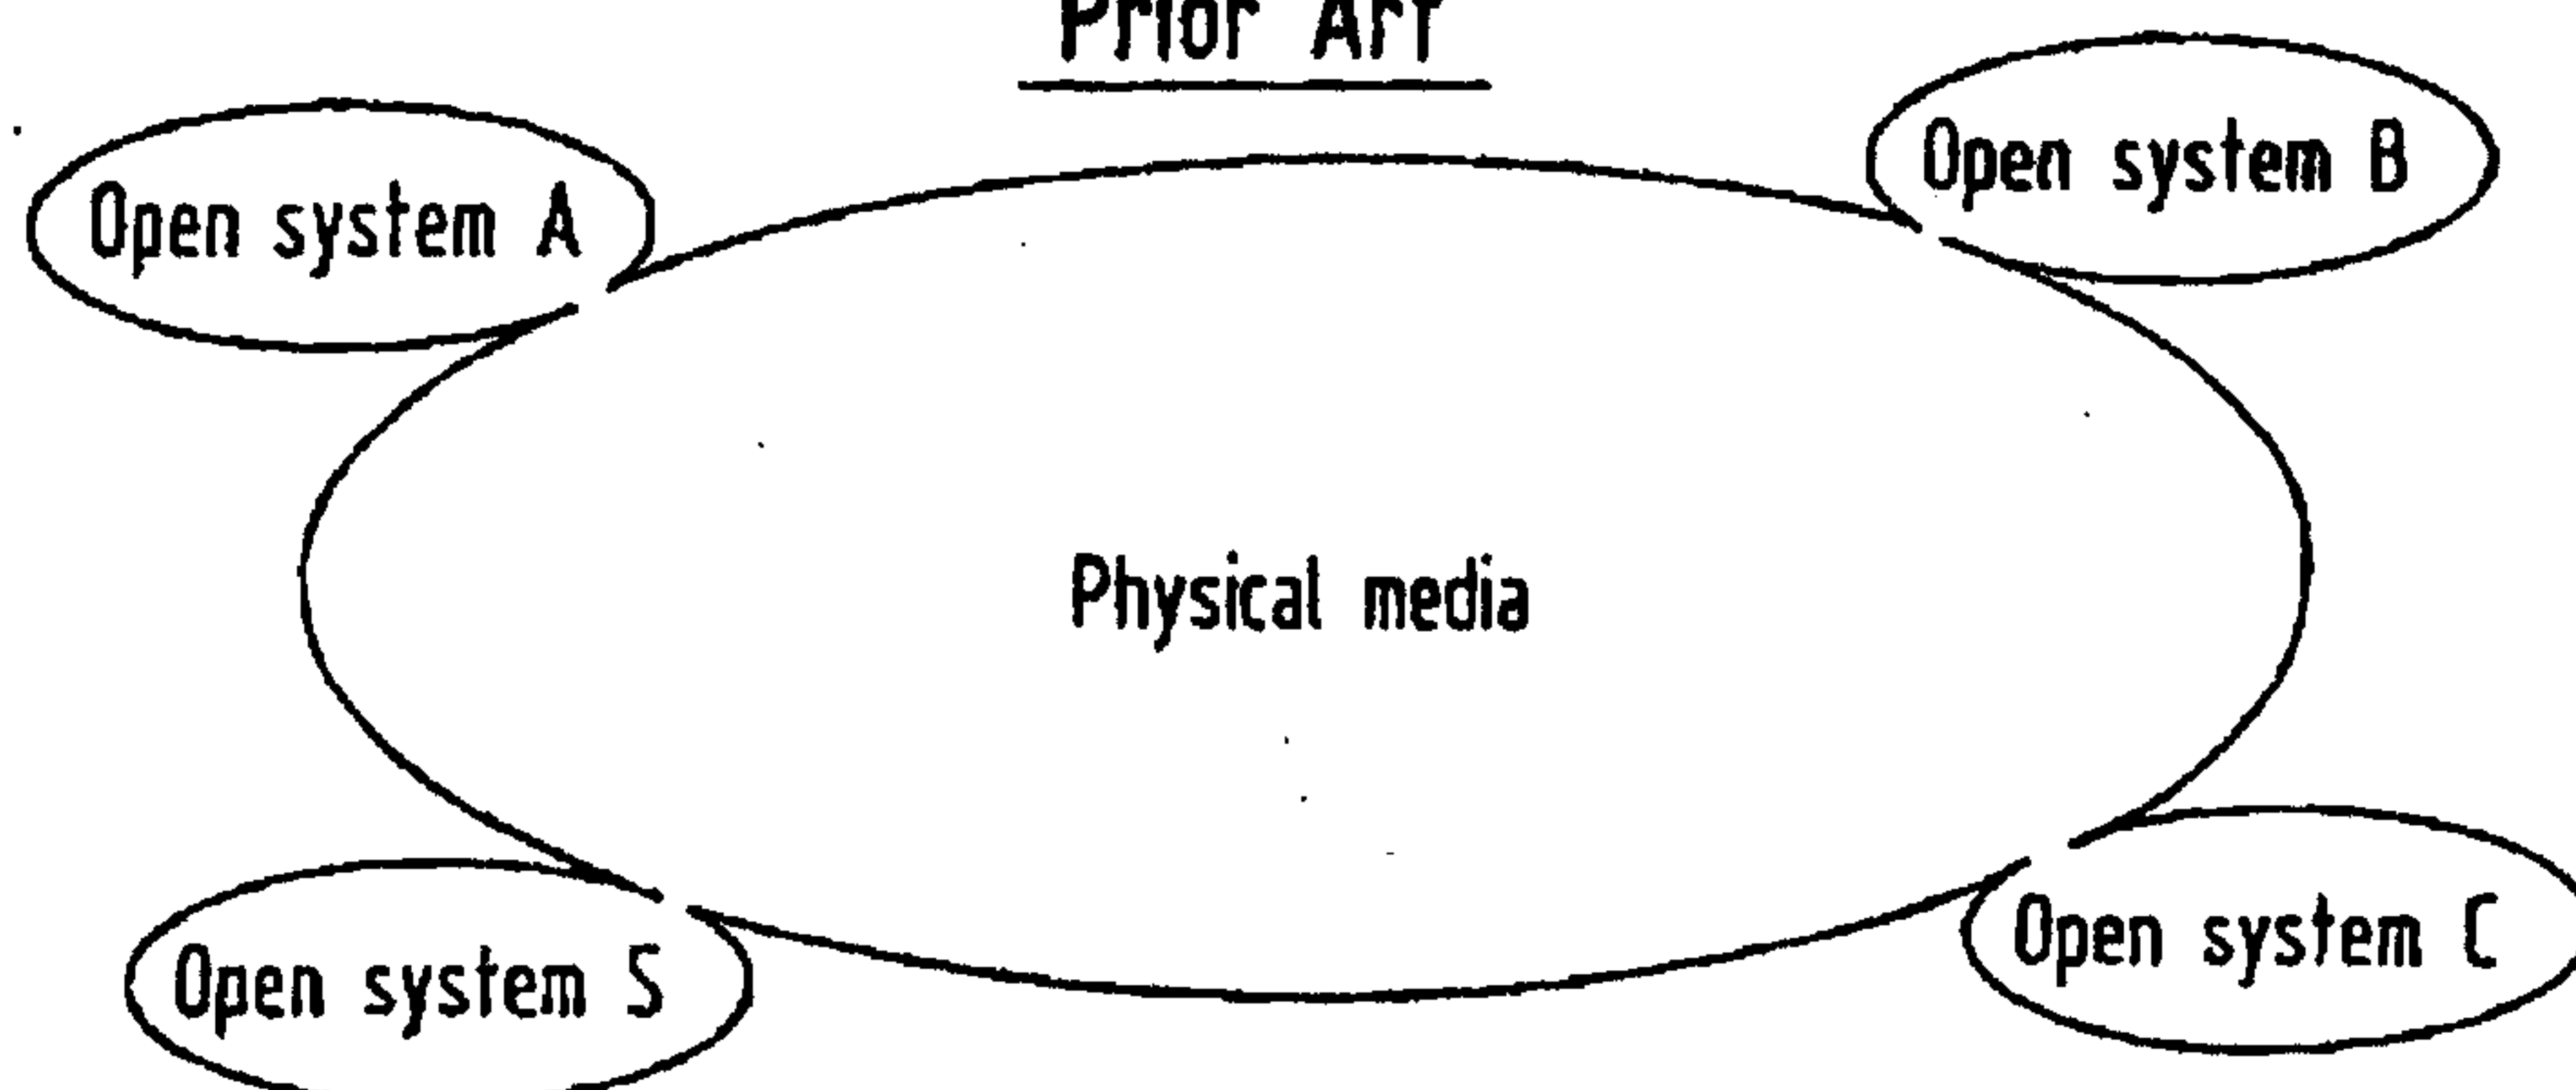 Prior Art
Open system A
Open system B
Physical media
Open system S
Open system C